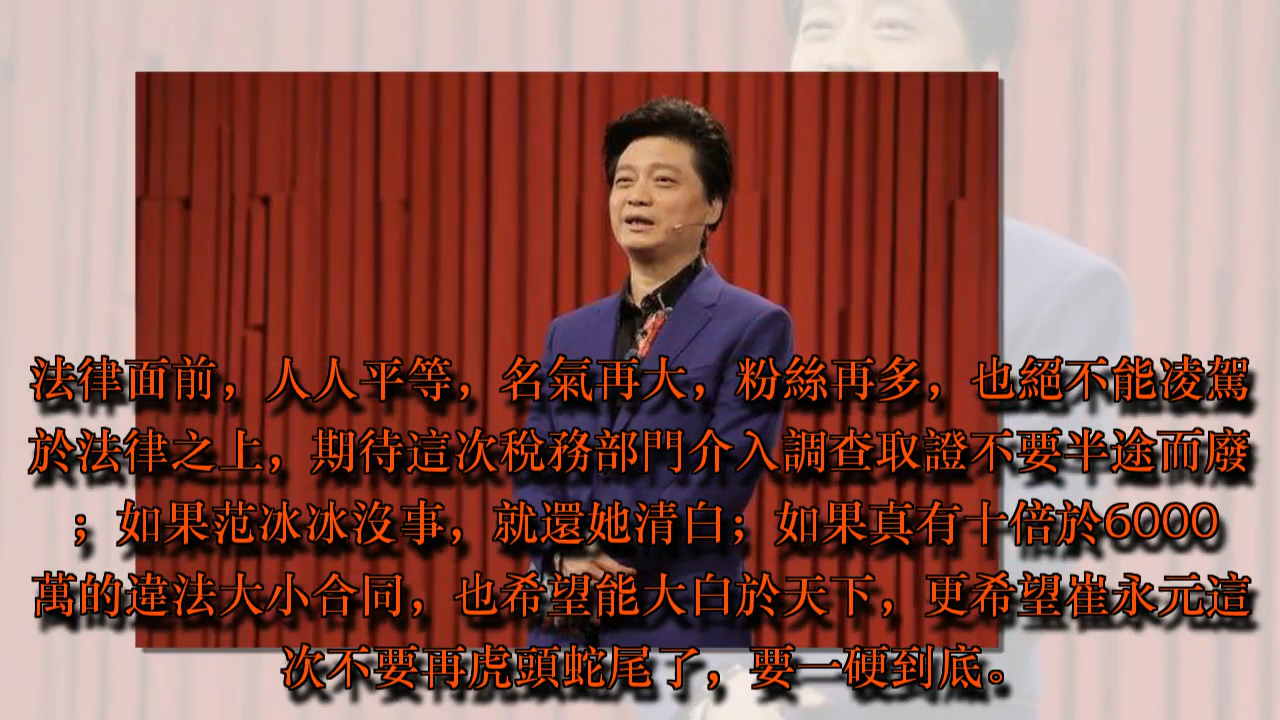 法律面前，人人平等，名氣再大，粉絲再多，也絕不能凌駕
於法律之上，期待這次稅務部門介入調查取證不要半途而廢
；如果范冰冰沒事，就還她清白；如果真有十倍於6000
萬的違法大小合同，也希望能大白於天下，更希望崔永元這
次不要再虎頭蛇尾了，要一硬到底。